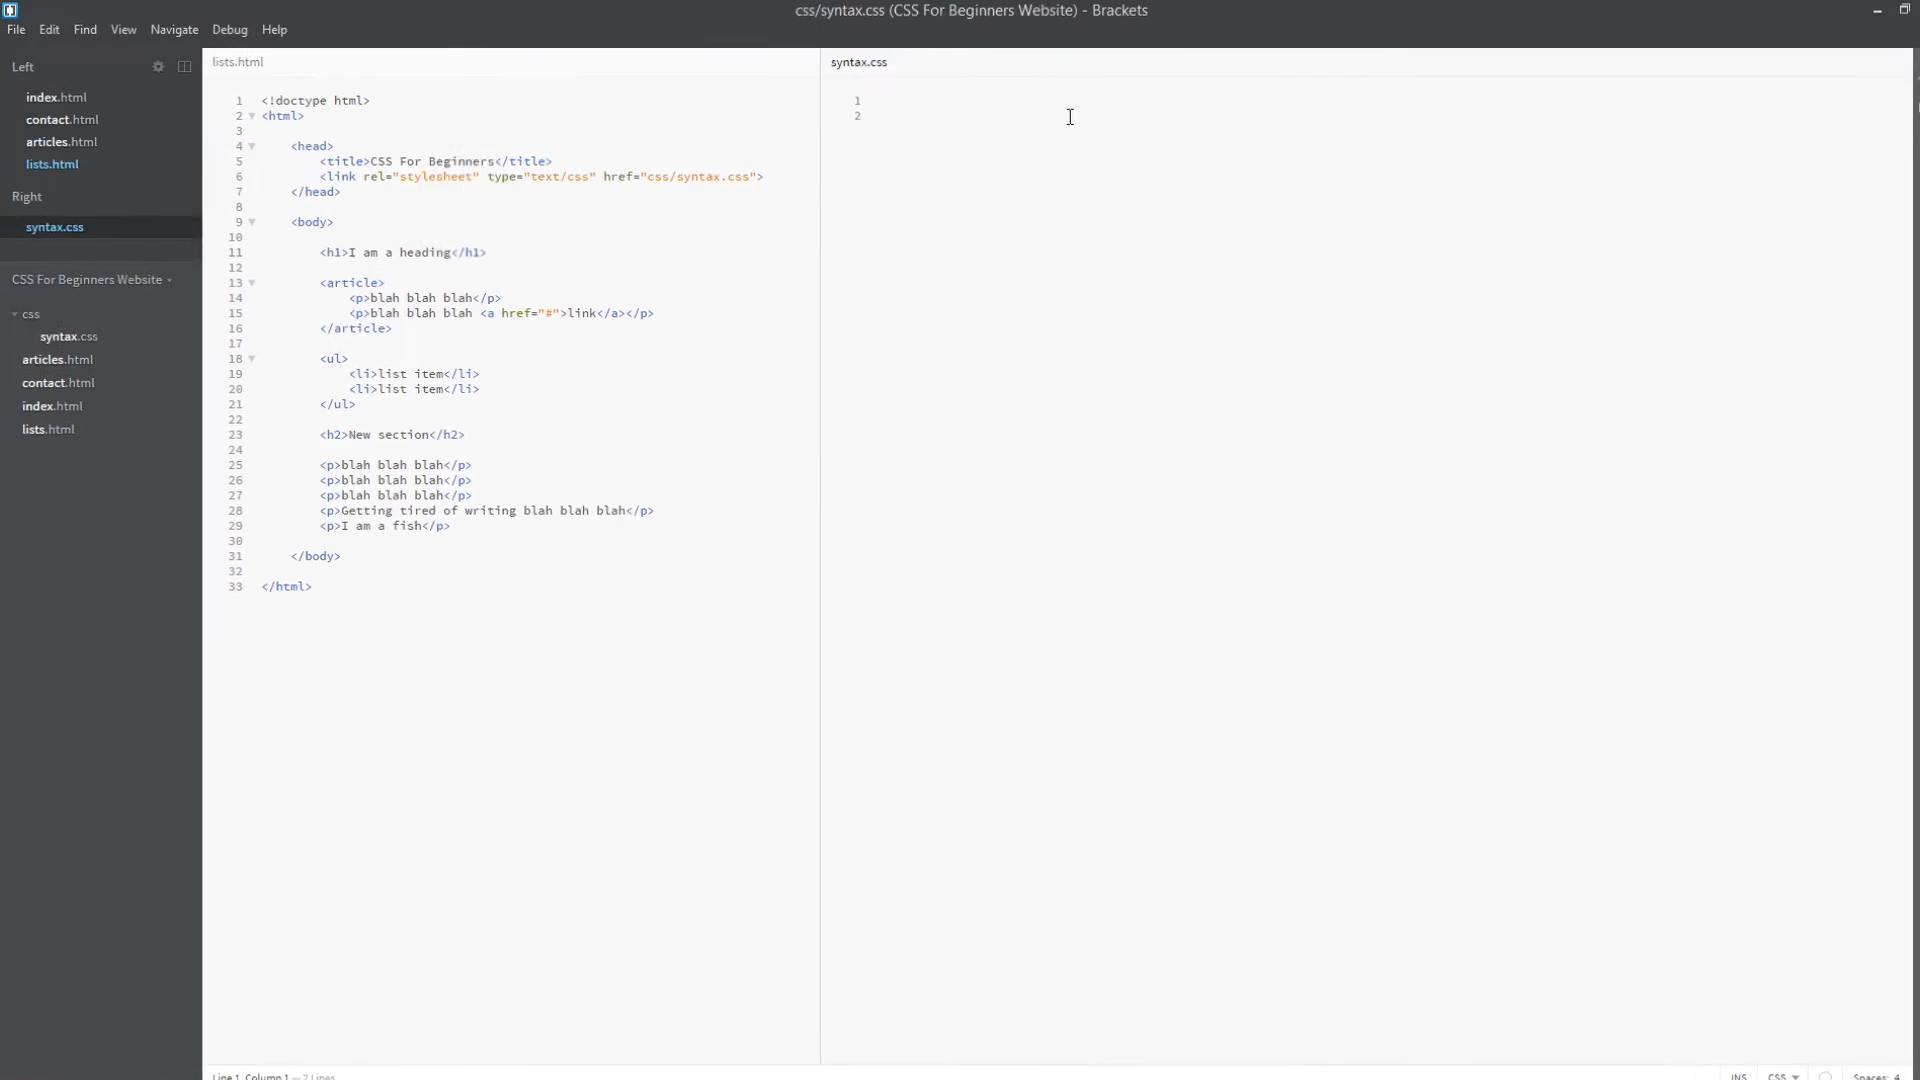 css/syntax.css (CSS For Beginners Website) - Brackets
File Edit Find View Navigate Debug Help
Left
index.html
contact.html
articles.html
lists.html
Right
syntax.css
CSS For Beginners Website
css
syntax.css
articles.html
contact.html
index.html
lists.html
lists.html
1 <!doctype html>
2 <html>
3
4 <head>
5 <title>CSS For Beginners</title>
6 <link rel="stylesheet" type="text/css" href="css/syntax.css">
7 </head>
8
9 <body>
10
11 <h1>I am a heading</h1>
12
13 <article>
14 <p>blah blah blah</p>
15 <p>blah blah blah <a href="#">link</a></p>
16 </article>
17
18 <ul>
19 <li>list item</li>
20 <li>list item</li>
21 </ul>
22
23 <h2>New section</h2>
24
25 <p>blah blah blah</p>
26 <p>blah blah blah</p>
27 <p>blah blah blah</p>
28 <p>Getting tired of writing blah blah blah</p>
29 <p>I am a fish</p>
30
31 </body>
32
33 </html>
syntax.css
1
2
Line 1, Column 1 — 2 Lines
INS CSS Spaces: 4